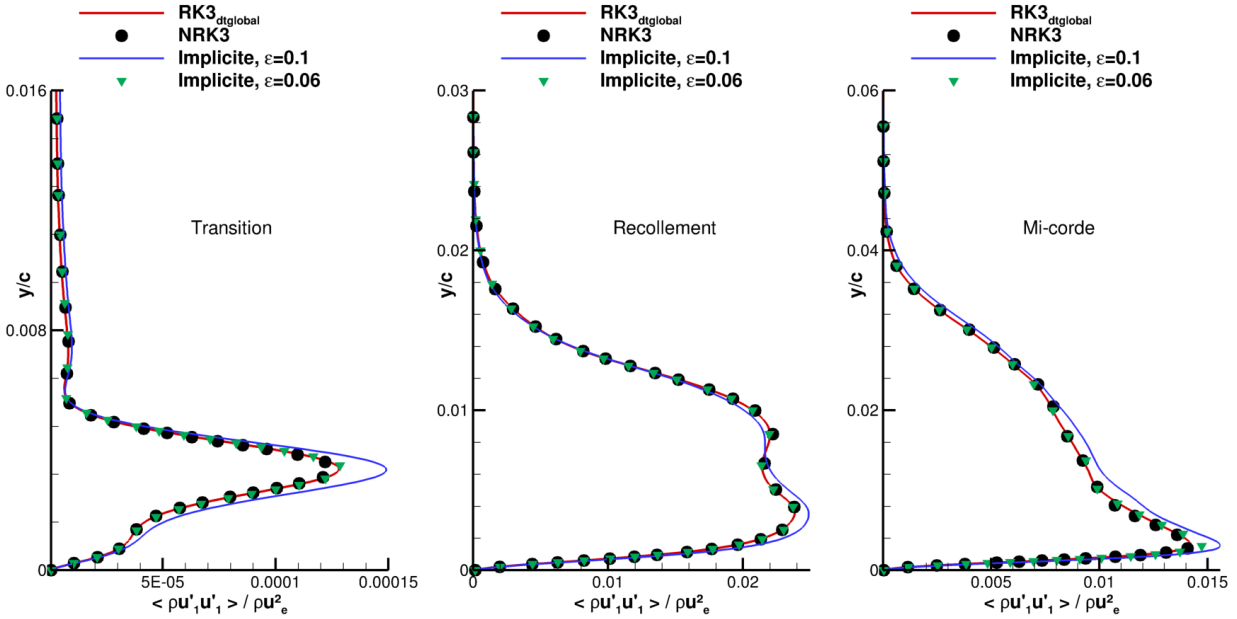 RK3dtglobal
NRK3
Implicite, ε=0.1
Implicite, ε=0.06
0.016
0.008
0
y/c
Transition
5E-05 0.0001 0.00015
< ρu'1u'1 > / ρu²e
RK3dtglobal
NRK3
Implicite, ε=0.1
Implicite, ε=0.06
0.03
0.02
0.01
0
y/c
Recollement
0 0.01 0.02
< ρu'1u'1 > / ρu²e
RK3dtglobal
NRK3
Implicite, ε=0.1
Implicite, ε=0.06
0.06
0.04
0.02
0
y/c
Mi-corde
0.005 0.01 0.015
< ρu'1u'1 > / ρu²e